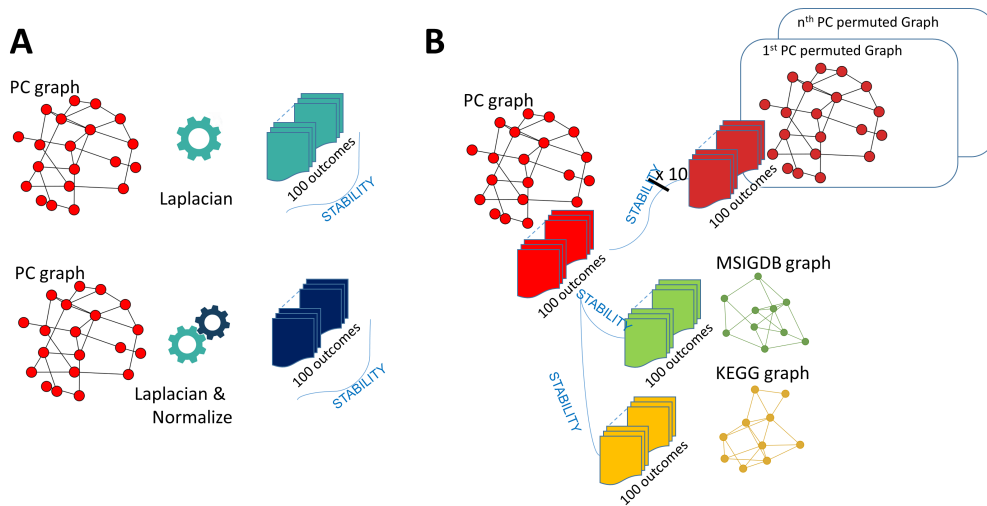 A
PC graph
Laplacian
100 outcomes
STABILITY
PC graph
Laplacian &
Normalize
100 outcomes
STABILITY
B
nth PC permuted Graph
1st PC permuted Graph
PC graph
STABILITY
x 10
100 outcomes
100 outcomes
STABILITY
MSIGDB graph
100 outcomes
STABILITY
KEGG graph
100 outcomes